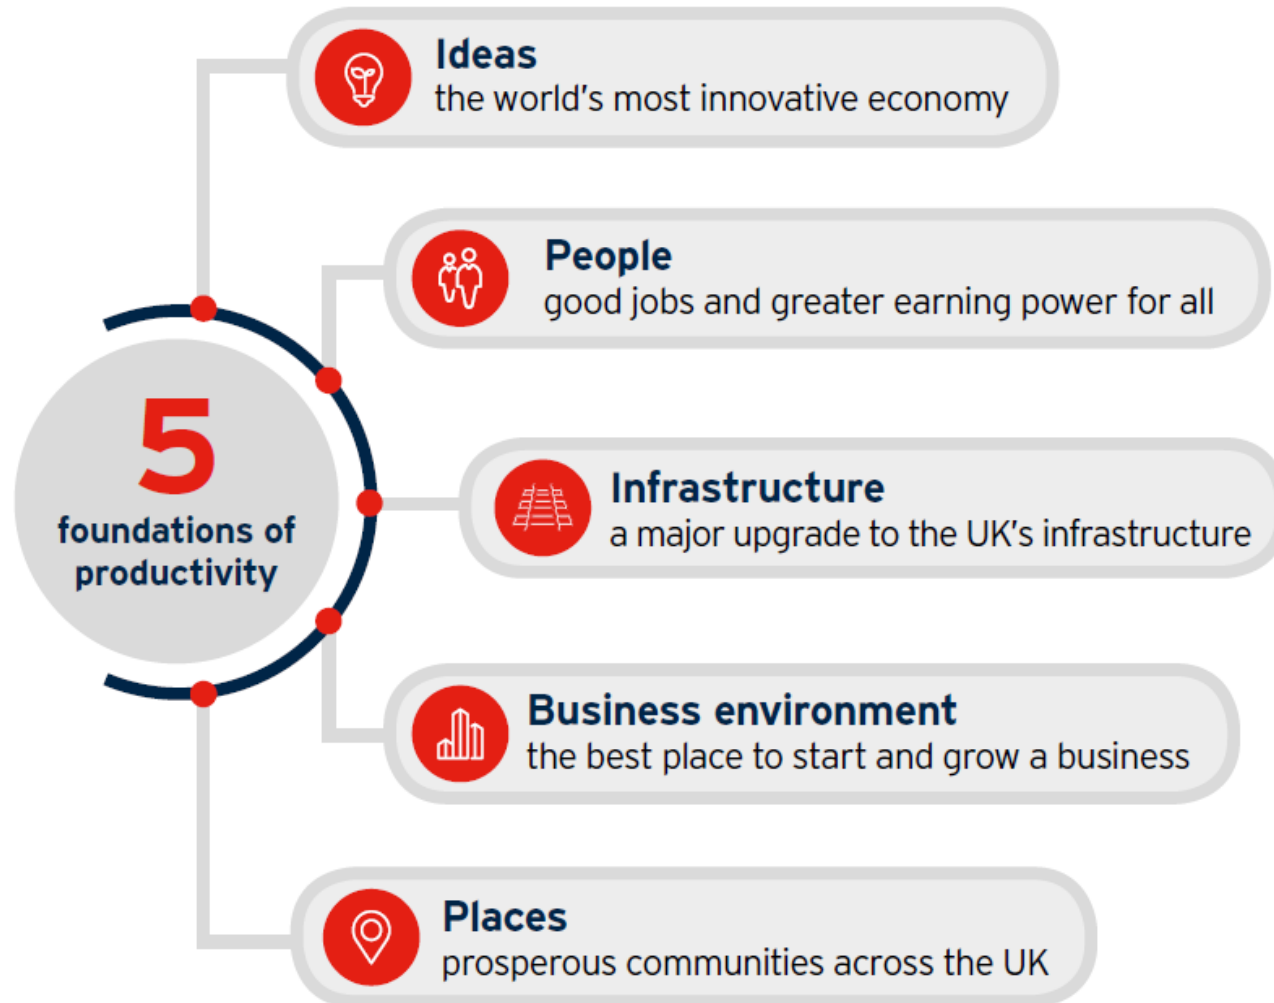 Ideas
the world's most innovative economy
People
good jobs and greater earning power for all
5
foundations of
productivity
Infrastructure
a major upgrade to the UK's infrastructure
Business environment
the best place to start and grow a business
Places
prosperous communities across the UK